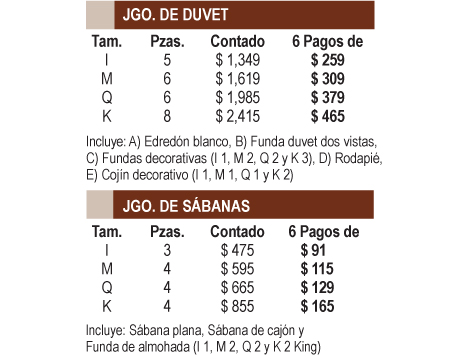 JGO. DE DUVET
Tam. Pzas. Contado 6 Pagos de
I 5 $ 1,349 $ 259
M 6 $ 1,619 $ 309
Q 6 $ 1,985 $ 379
K 8 $ 2,415 $ 465
Incluye: A) Edredón blanco, B) Funda duvet dos vistas,
C) Fundas decorativas (I 1, M 2, Q 2 y K 3), D) Rodapié,
E) Cojín decorativo (I 1, M 1, Q 1 y K 2)
JGO. DE SÁBANAS
Tam. Pzas. Contado 6 Pagos de
I 3 $ 475 $ 91
M 4 $ 595 $ 115
Q 4 $ 665 $ 129
K 4 $ 855 $ 165
Incluye: Sábana plana, Sábana de cajón y
Funda de almohada (I 1, M 2, Q 2 y K 2 King)